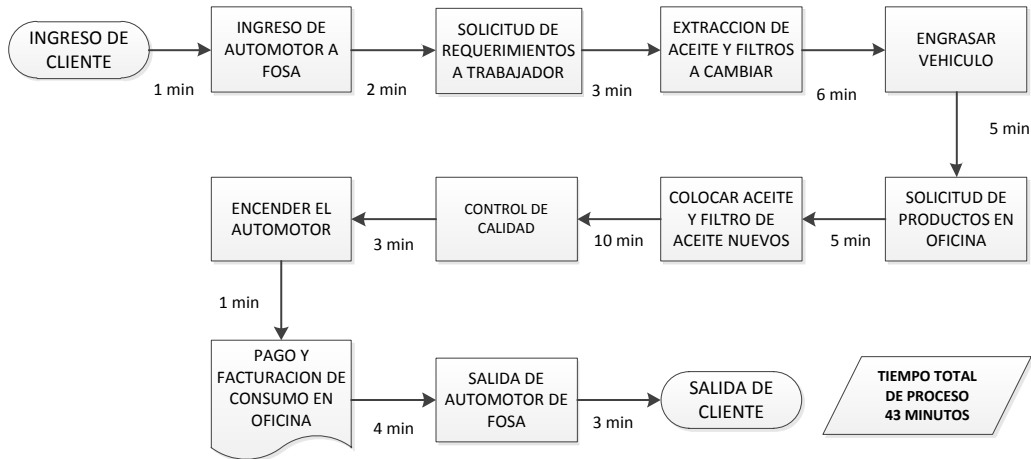 INGRESO DE
CLIENTE
1 min
INGRESO DE
AUTOMOTOR A
FOSA
2 min
SOLICITUD DE
REQUERIMIENTOS
A TRABAJADOR
3 min
EXTRACCION DE
ACEITE Y FILTROS
A CAMBIAR
6 min
ENGRASAR
VEHICULO
5 min
SOLICITUD DE
PRODUCTOS EN
OFICINA
5 min
COLOCAR ACEITE
Y FILTRO DE
ACEITE NUEVOS
10 min
CONTROL DE
CALIDAD
3 min
ENCENDER EL
AUTOMOTOR
1 min
PAGO Y
FACTURACION DE
CONSUMO EN
OFICINA
4 min
SALIDA DE
AUTOMOTOR DE
FOSA
3 min
SALIDA DE
CLIENTE
TIEMPO TOTAL
DE PROCESO
43 MINUTOS